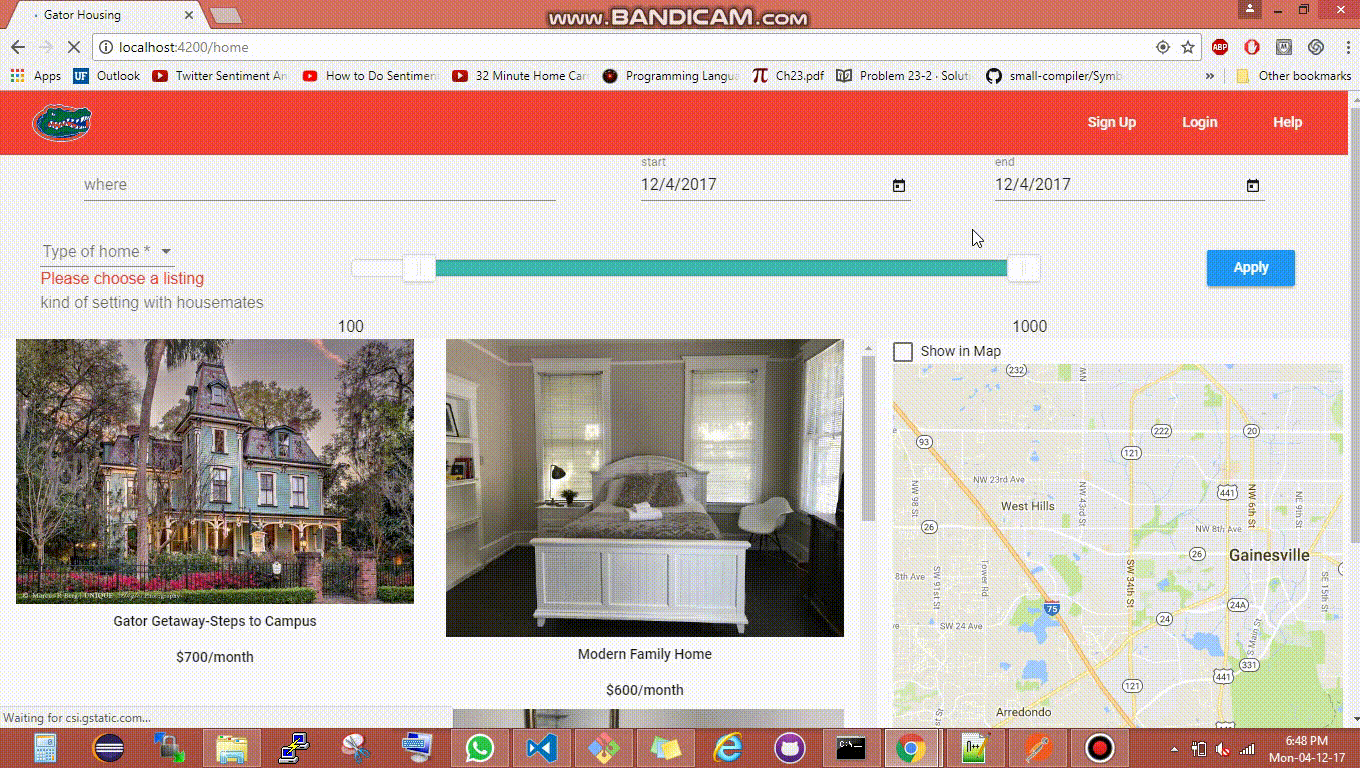 Gator Housing
www.BANDICAM.com
localhost:4200/home
ABP
Apps
UF Outlook
Twitter Sentiment An
How to Do Sentimen
32 Minute Home Car
Programming Langua
Ch23.pdf
Problem 23-2 · Soluti
small-compiler/Symb
»
Other bookmarks
Sign Up
Login
Help
where
start
12/4/2017
end
12/4/2017
Type of home *
Please choose a listing
kind of setting with housemates
Apply
100
1000
Show in Map
Gator Getaway-Steps to Campus
$700/month
Modern Family Home
$600/month
232
NW
93
222
20
121
NW 23rd Ave
441
NW 98 St
West Hills
NW 43rd St
NW 6th St
NE 9th St
26
NW 8th Ave
26
Gainesville
8th Ave
SW 91st St
Tower Rd
SW 34th St
SE 15th St
75
24A
24
SW 24 Ave
S Main St
331
441
121
Arredondo
Waiting for csi.gstatic.com...
6:48 PM
Mon-04-12-17